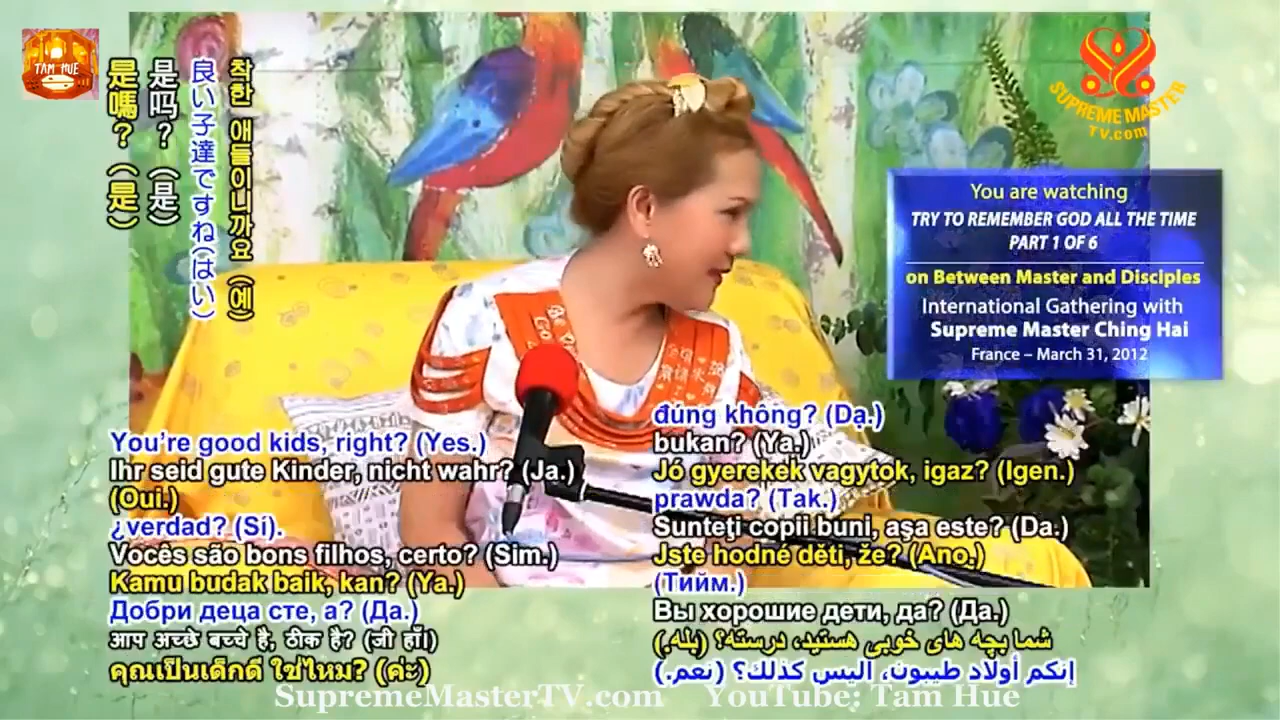 TAM HUE
是嗎？ （是）
是吗？ （是）
良い子達ですね(はい)
착한 애들이니까요 (예)
SUPREME MASTER
TV.com
You are watching
TRY TO REMEMBER GOD ALL THE TIME
PART 1 OF 6
on Between Master and Disciples
International Gathering with
Supreme Master Ching Hai
France – March 31, 2012
You're good kids, right? (Yes.)
Ihr seid gute Kinder, nicht wahr? (Ja.)
(Oui.)
¿verdad? (Sí).
Vocês são bons filhos, certo? (Sim.)
Kamu budak baik, kan? (Ya.)
Добри деца сте, а? (Да.)
आप अच्छे बच्चे है, ठीक है? (जी हाँ।)
คุณเป็นเด็กดี ใช่ไหม? (ค่ะ)
đúng không? (Dạ.)
bukan? (Ya.)
Jó gyerekek vagytok, igaz? (Igen.)
prawda? (Tak.)
Sunteţi copii buni, aşa este? (Da.)
Jste hodné děti, že? (Ano.)
(Тийм.)
Вы хорошие дети, да? (Да.)
شما بچه های خوبی هستید، درسته؟ (بله.)
إنكم أولاد طيبون، اليس كذلك؟ (نعم.)
SupremeMasterTV.com YouTube: Tam Hue